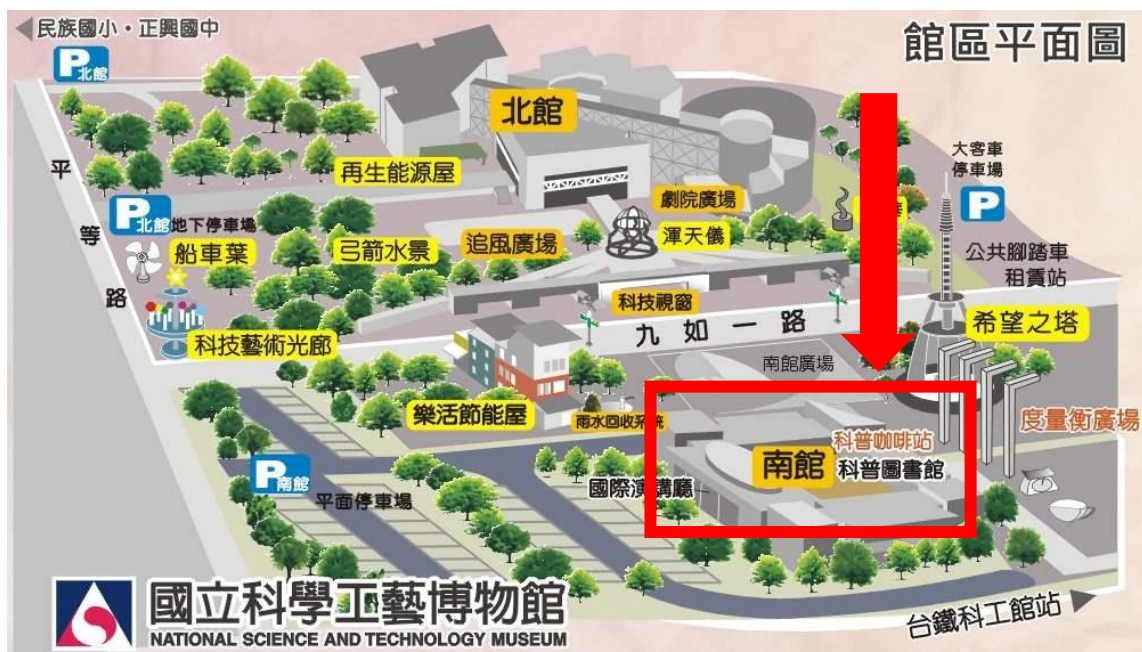 民族國小・正興國中
館區平面圖
P北館
北館
大客車
停車場
P
再生能源屋
平等路
P北館
地下停車場
劇院廣場
船車葉
弓箭水景
追風廣場
渾天儀
公共腳踏車
租賃站
科技視窗
九如一路
希望之塔
科技藝術光廊
南館廣場
樂活節能屋
雨水回收系統
科普咖啡站
度量衡廣場
南館
科普圖書館
P南館
平面停車場
國際演講廳
國立科學工藝博物館
NATIONAL SCIENCE AND TECHNOLOGY MUSEUM
台鐵科工館站